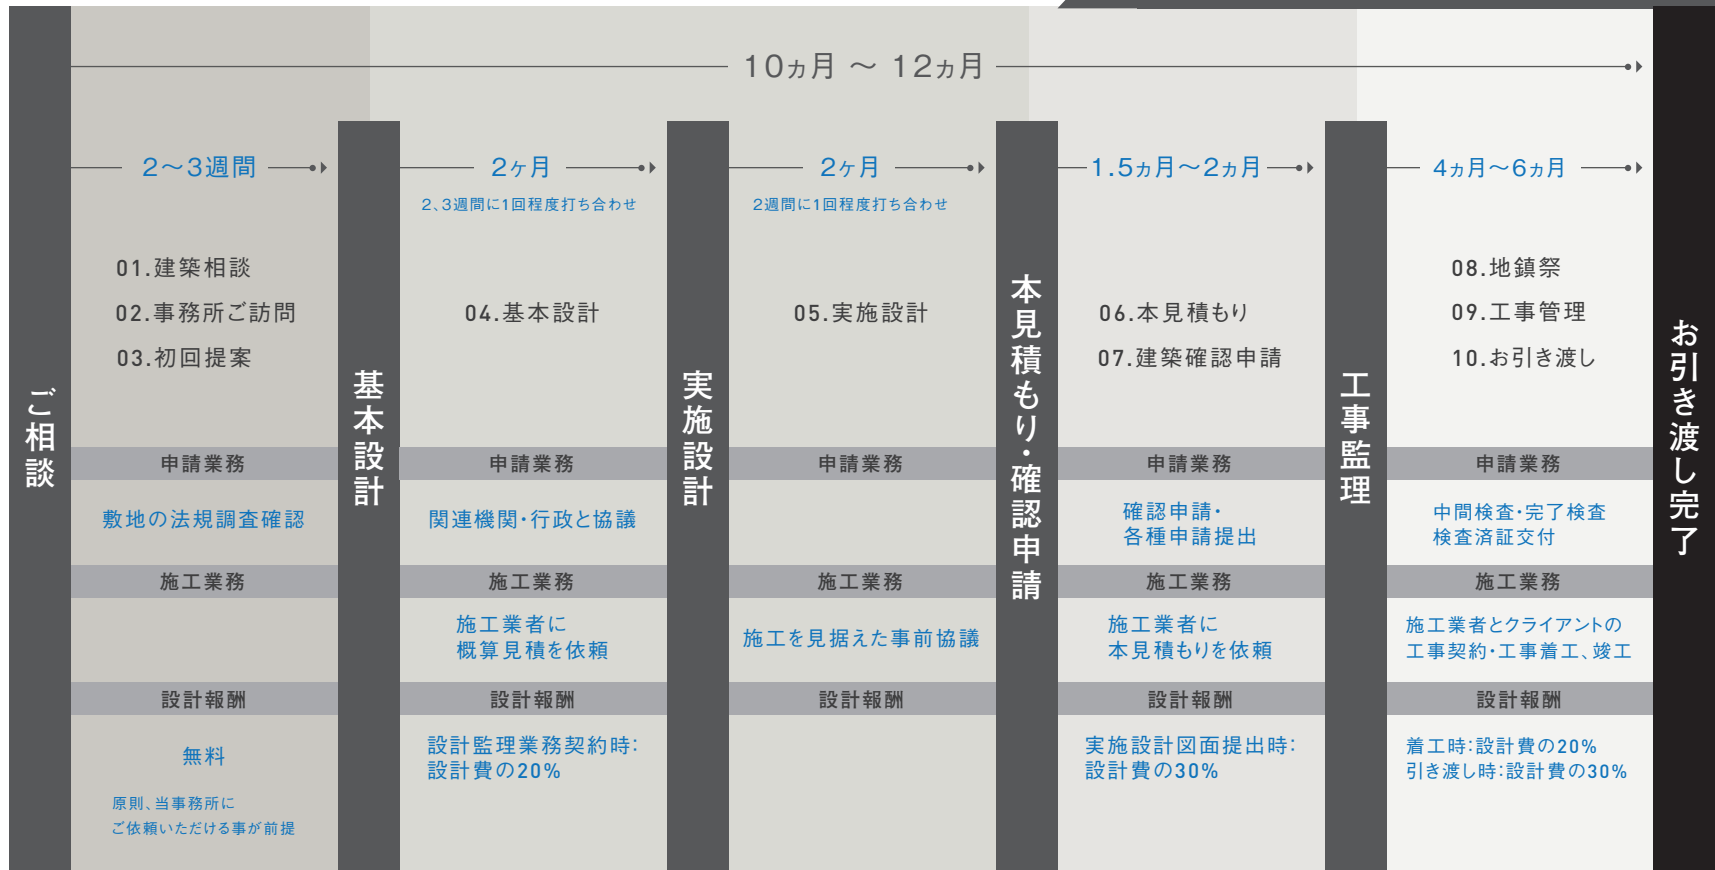 10ヵ月 ～ 12ヵ月
ご相談
2～3週間
01.建築相談
02.事務所ご訪問
03.初回提案
申請業務
敷地の法規調査確認
施工業務
設計報酬
無料
原則、当事務所に
ご依頼いただける事が前提
基本設計
2ヶ月
2、3週間に1回程度打ち合わせ
04.基本設計
申請業務
関連機関・行政と協議
施工業務
施工業者に
概算見積を依頼
設計報酬
設計監理業務契約時：
設計費の20%
実施設計
2ヶ月
2週間に1回程度打ち合わせ
05.実施設計
申請業務
施工業務
施工を見据えた事前協議
設計報酬
本見積もり・確認申請
1.5ヵ月～2ヵ月
06.本見積もり
07.建築確認申請
申請業務
確認申請・
各種申請提出
施工業務
施工業者に
本見積もりを依頼
設計報酬
実施設計図面提出時：
設計費の30%
工事監理
4ヵ月～6ヵ月
08.地鎮祭
09.工事管理
10.お引き渡し
申請業務
中間検査・完了検査
検査済証交付
施工業務
施工業者とクライアントの
工事契約・工事着工、竣工
設計報酬
着工時：設計費の20%
引き渡し時：設計費の30%
お引き渡し完了